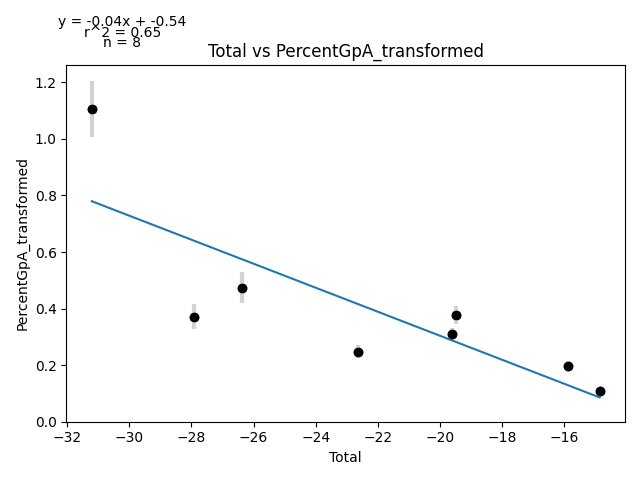 y = -0.04x + -0.54
r^2 = 0.65
n = 8
Total vs PercentGpA_transformed
PercentGpA_transformed
1.2
1.0
0.8
0.6
0.4
0.2
0.0
−32 −30 −28 −26 −24 −22 −20 −18 −16
Total